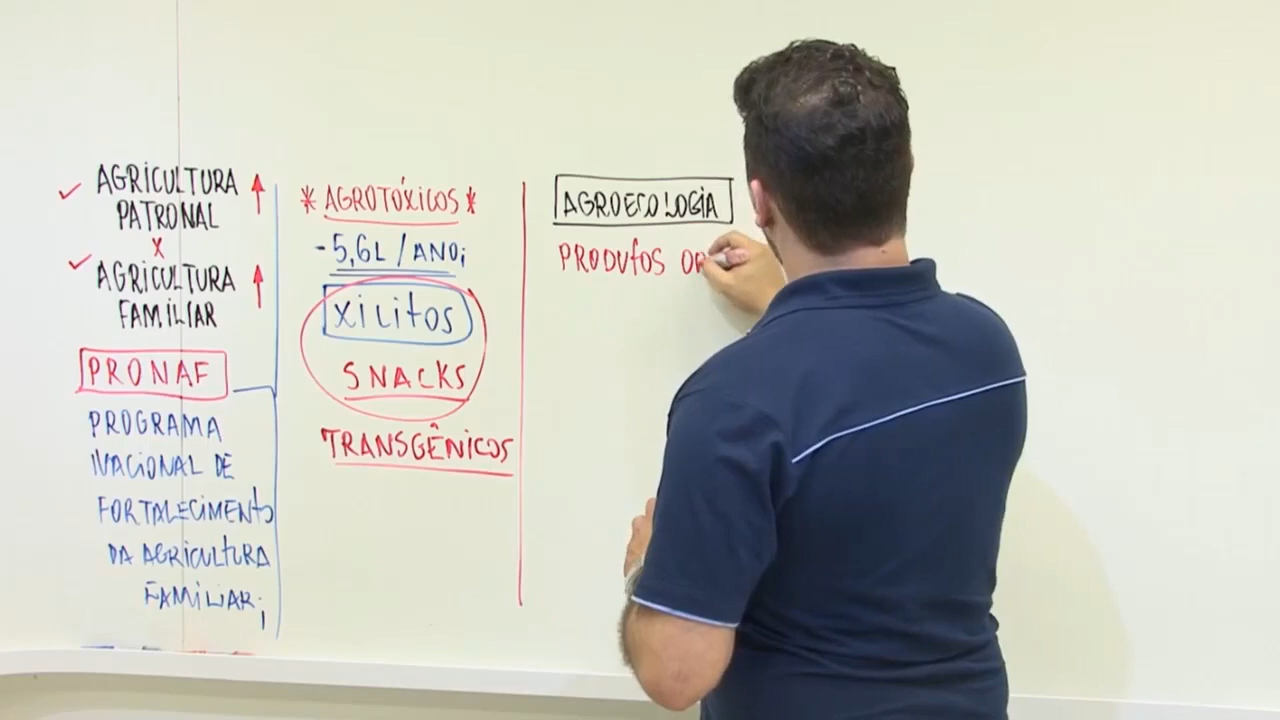 AGRICULTURA
PATRONAL
X
AGRICULTURA
FAMILIAR
PRONAF
PROGRAMA
NACIONAL DE
FORTALECIMENTO
DA AGRICULTURA
FAMILIAR;
* AGROTÓXICOS *
- 5,6L / ANO;
XILITOS
SNACKS
TRANSGÊNICOS
AGROECOLOGIA
PRODUTOS OR